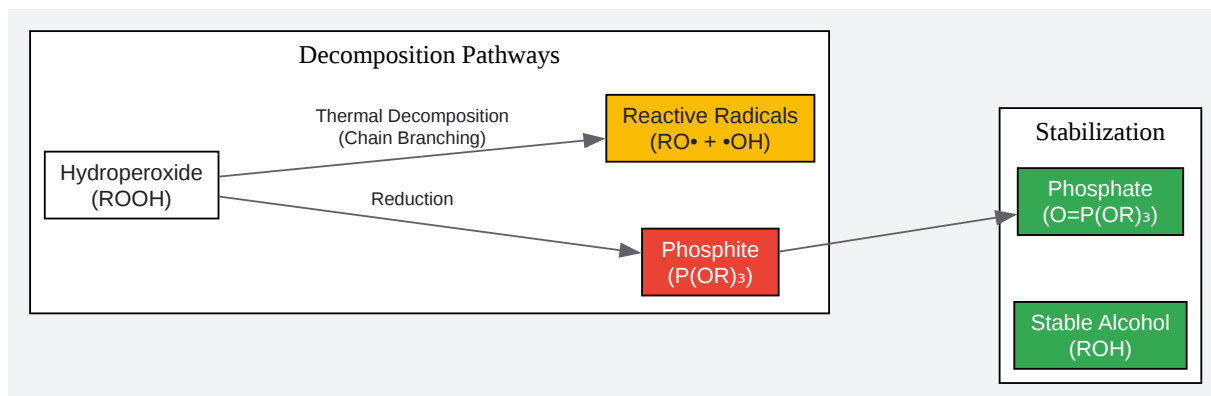 Decomposition Pathways
Thermal Decomposition
(Chain Branching)
Reactive Radicals
(RO• + •OH)
Hydroperoxide
(ROOH)
Reduction
Phosphite
(P(OR)₃)
Stabilization
Phosphate
(O=P(OR)₃)
Stable Alcohol
(ROH)